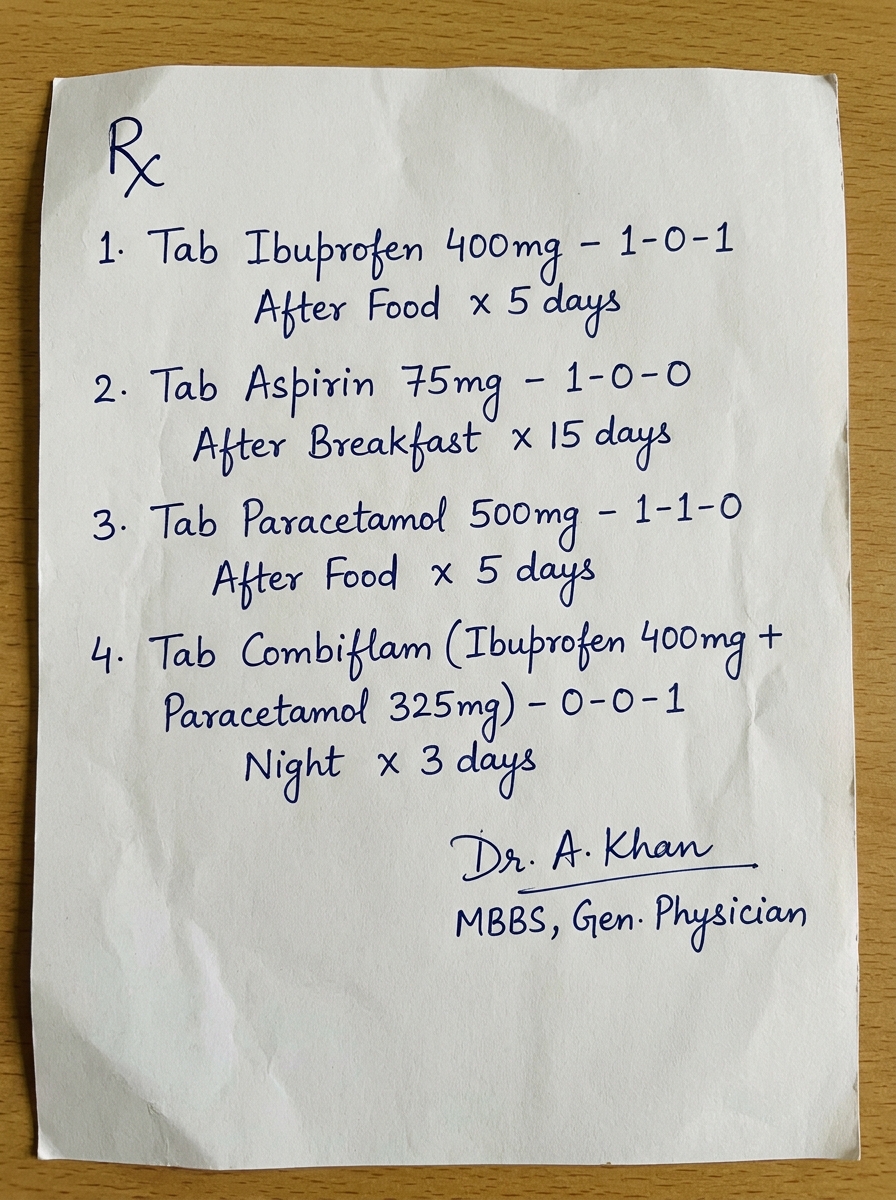 Rx
1. Tab Ibuprofen 400mg - 1-0-1
After Food x 5 days
2. Tab Aspirin 75mg - 1-0-0
After Breakfast x 15 days
3. Tab Paracetamol 500mg - 1-1-0
After Food x 5 days
4. Tab Combiflam (Ibuprofen 400mg +
Paracetamol 325mg) - 0-0-1
Night x 3 days
Dr. A. Khan
MBBS, Gen. Physician